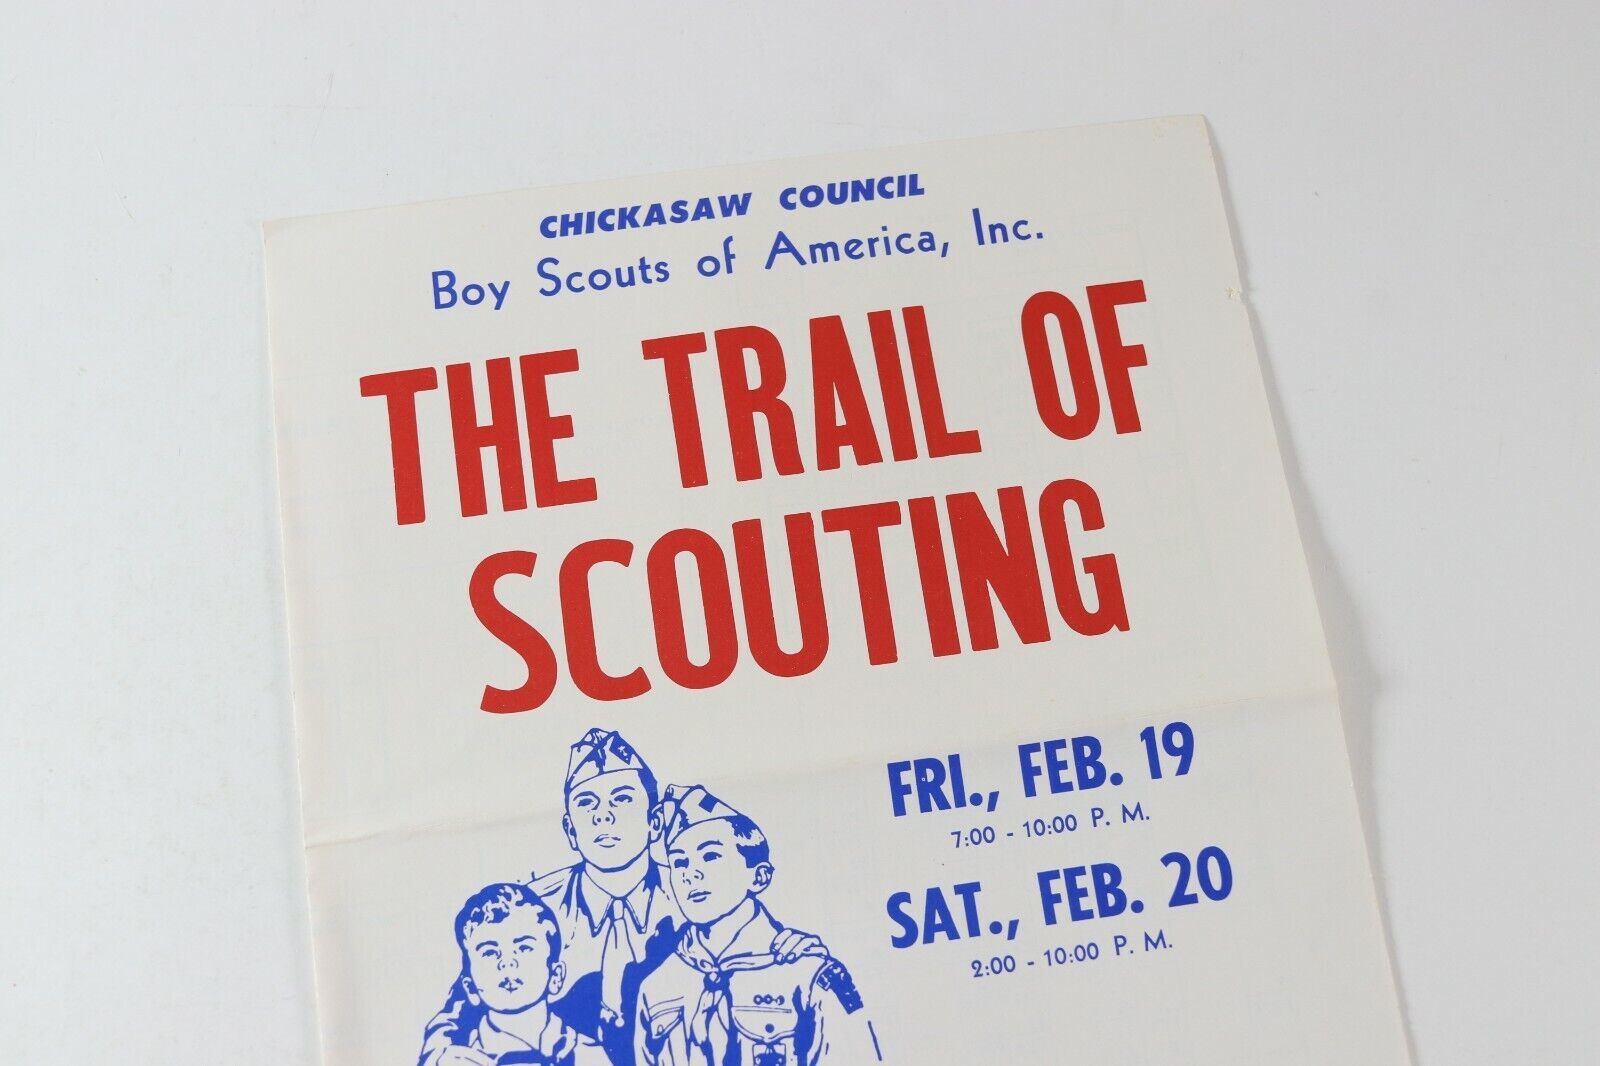 CHICKASAW COUNCIL
Boy Scouts of America, Inc.
THE TRAIL OF
SCOUTING
FRI., FEB. 19
7:00 - 10:00 P. M.
SAT., FEB. 20
2:00 - 10:00 P. M.